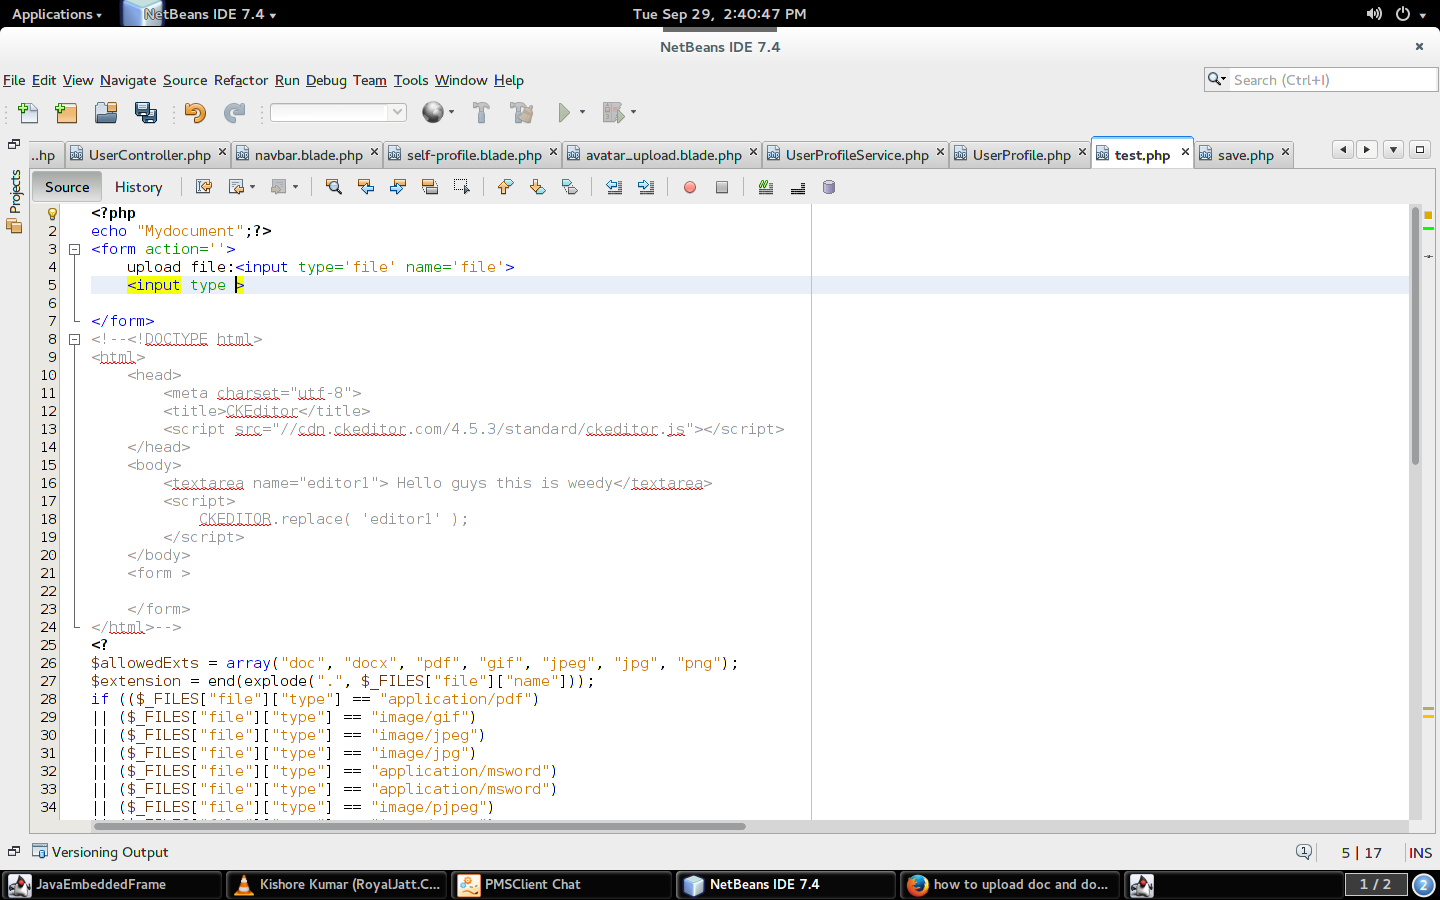 Applications NetBeans IDE 7.4 Tue Sep 29, 2:40:47 PM
NetBeans IDE 7.4
File Edit View Navigate Source Refactor Run Debug Team Tools Window Help
Search (Ctrl+I)
..hp UserController.php navbar.blade.php self-profile.blade.php avatar_upload.blade.php UserProfileService.php UserProfile.php test.php save.php
Projects
Source History
<?php
2 echo "Mydocument";?>
3 <form action=''>
4 upload file:<input type='file' name='file'>
5 <input type >
6
7 </form>
8 <!--<!DOCTYPE html>
9 <html>
10 <head>
11 <meta charset="utf-8">
12 <title>CKEditor</title>
13 <script src="//cdn.ckeditor.com/4.5.3/standard/ckeditor.js"></script>
14 </head>
15 <body>
16 <textarea name="editor1"> Hello guys this is weedy</textarea>
17 <script>
18 CKEDITOR.replace( 'editor1' );
19 </script>
20 </body>
21 <form >
22
23 </form>
24 </html>-->
25 <?
26 $allowedExts = array("doc", "docx", "pdf", "gif", "jpeg", "jpg", "png");
27 $extension = end(explode(".", $_FILES["file"]["name"]));
28 if (($_FILES["file"]["type"] == "application/pdf")
29 || ($_FILES["file"]["type"] == "image/gif")
30 || ($_FILES["file"]["type"] == "image/jpeg")
31 || ($_FILES["file"]["type"] == "image/jpg")
32 || ($_FILES["file"]["type"] == "application/msword")
33 || ($_FILES["file"]["type"] == "application/msword")
34 || ($_FILES["file"]["type"] == "image/pjpeg")
Versioning Output 1 5 | 17 INS
JavaEmbeddedFrame Kishore Kumar (RoyalJatt.C... PMSClient Chat NetBeans IDE 7.4 how to upload doc and do... 1 / 2 2